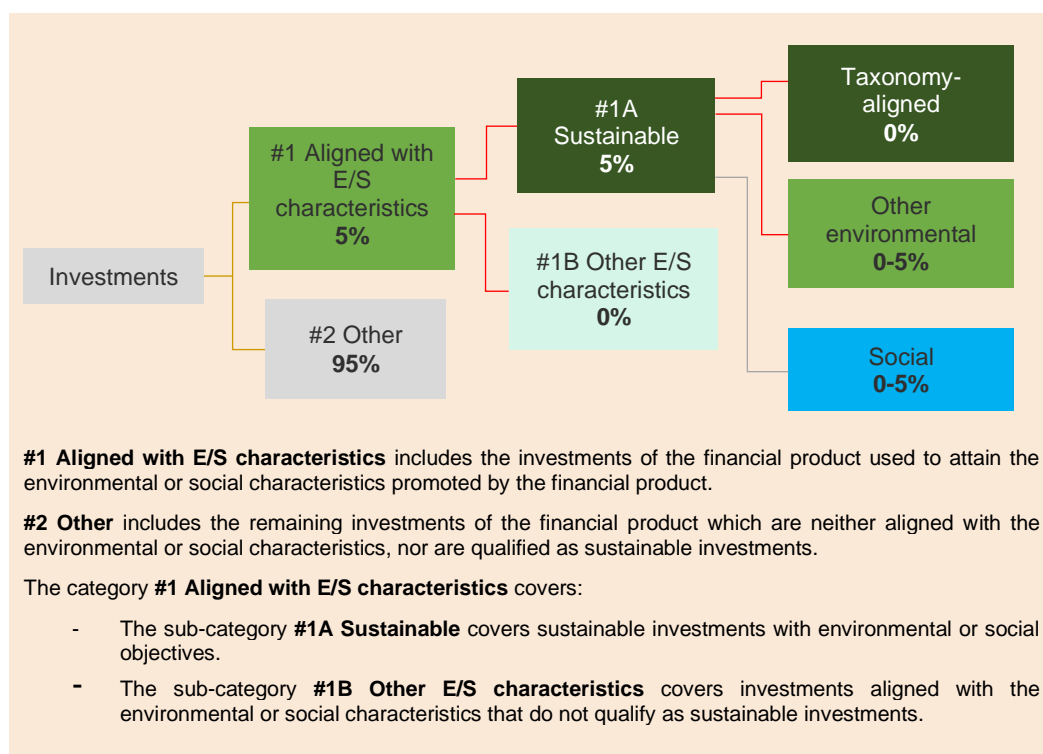 Investments
#1 Aligned with
E/S
characteristics
5%
#2 Other
95%
#1A
Sustainable
5%
#1B Other E/S
characteristics
0%
Taxonomy-
aligned
0%
Other
environmental
0-5%
Social
0-5%
#1 Aligned with E/S characteristics includes the investments of the financial product used to attain the
environmental or social characteristics promoted by the financial product.
#2 Other includes the remaining investments of the financial product which are neither aligned with the
environmental or social characteristics, nor are qualified as sustainable investments.
The category #1 Aligned with E/S characteristics covers:
- The sub-category #1A Sustainable covers sustainable investments with environmental or social
objectives.
- The sub-category #1B Other E/S characteristics covers investments aligned with the
environmental or social characteristics that do not qualify as sustainable investments.